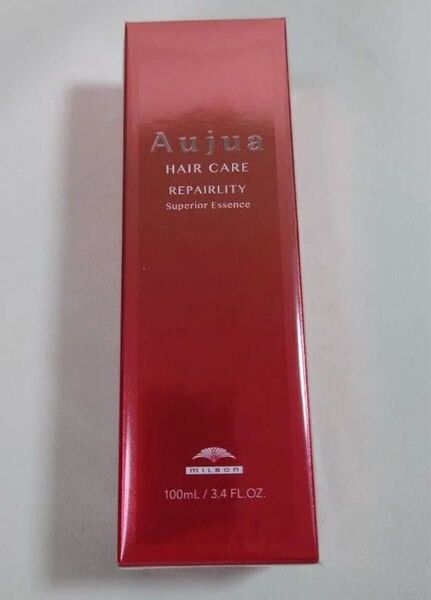 Aujua
HAIR CARE
REPAIRLITY
Superior Essence
MILBON
100mL / 3.4 FL.OZ.